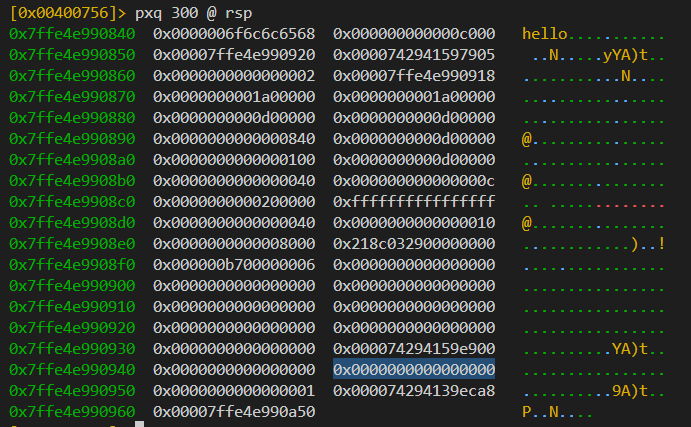 [0x00400756]> pxq 300 @ rsp
0x7ffe4e990840 0x0000006f6c6c6568 0x000000000000c000 hello...........
0x7ffe4e990850 0x00007ffe4e990920 0x0000742941597905  ..N.....yYA)t..
0x7ffe4e990860 0x0000000000000002 0x00007ffe4e990918 ...........N....
0x7ffe4e990870 0x0000000001a00000 0x0000000001a00000 ................
0x7ffe4e990880 0x0000000000d00000 0x0000000000d00000 ................
0x7ffe4e990890 0x0000000000000840 0x0000000000d00000 @...............
0x7ffe4e9908a0 0x0000000000000100 0x0000000000d00000 ................
0x7ffe4e9908b0 0x0000000000000040 0x000000000000000c @...............
0x7ffe4e9908c0 0x0000000000200000 0xffffffffffffffff .. .............
0x7ffe4e9908d0 0x0000000000000040 0x0000000000000010 @...............
0x7ffe4e9908e0 0x0000000000008000 0x218c032900000000 ............)..!
0x7ffe4e9908f0 0x000000b700000006 0x0000000000000000 ................
0x7ffe4e990900 0x0000000000000000 0x0000000000000000 ................
0x7ffe4e990910 0x0000000000000000 0x0000000000000000 ................
0x7ffe4e990920 0x0000000000000000 0x0000000000000000 ................
0x7ffe4e990930 0x0000000000000000 0x000074294159e900 ..........YA)t..
0x7ffe4e990940 0x0000000000000000 0x0000000000000000 ................
0x7ffe4e990950 0x0000000000000001 0x000074294139eca8 ..........9A)t..
0x7ffe4e990960 0x00007ffe4e990a50 P..N....